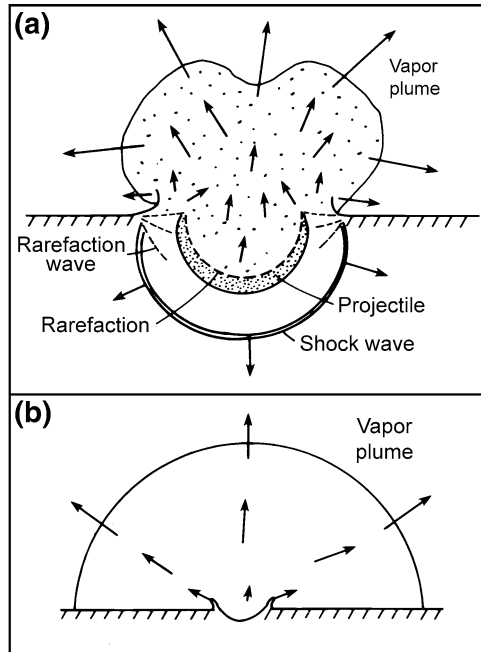 (a)
Vapor
plume
Rarefaction
wave
Rarefaction
Projectile
Shock wave
(b)
Vapor
plume